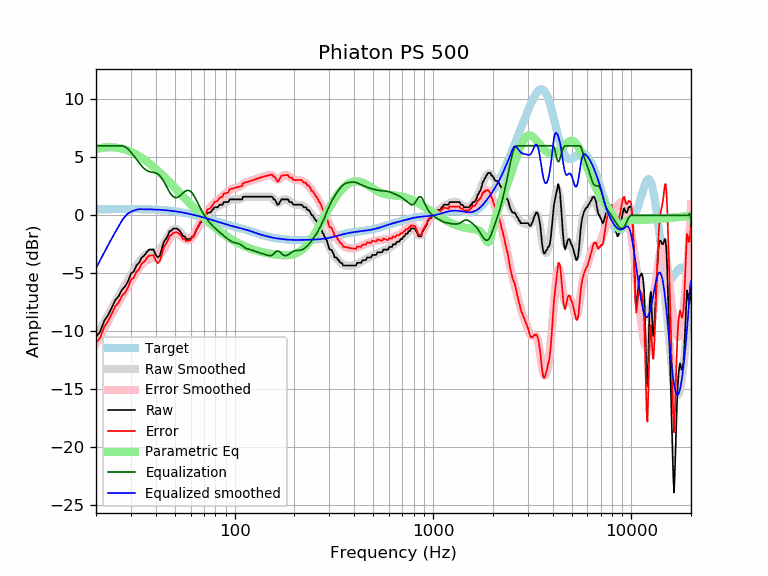 Phiaton PS 500
Amplitude (dBr)
10
5
0
−5
−10
−15
−20
−25
Target
Raw Smoothed
Error Smoothed
Raw
Error
Parametric Eq
Equalization
Equalized smoothed
100
1000
10000
Frequency (Hz)